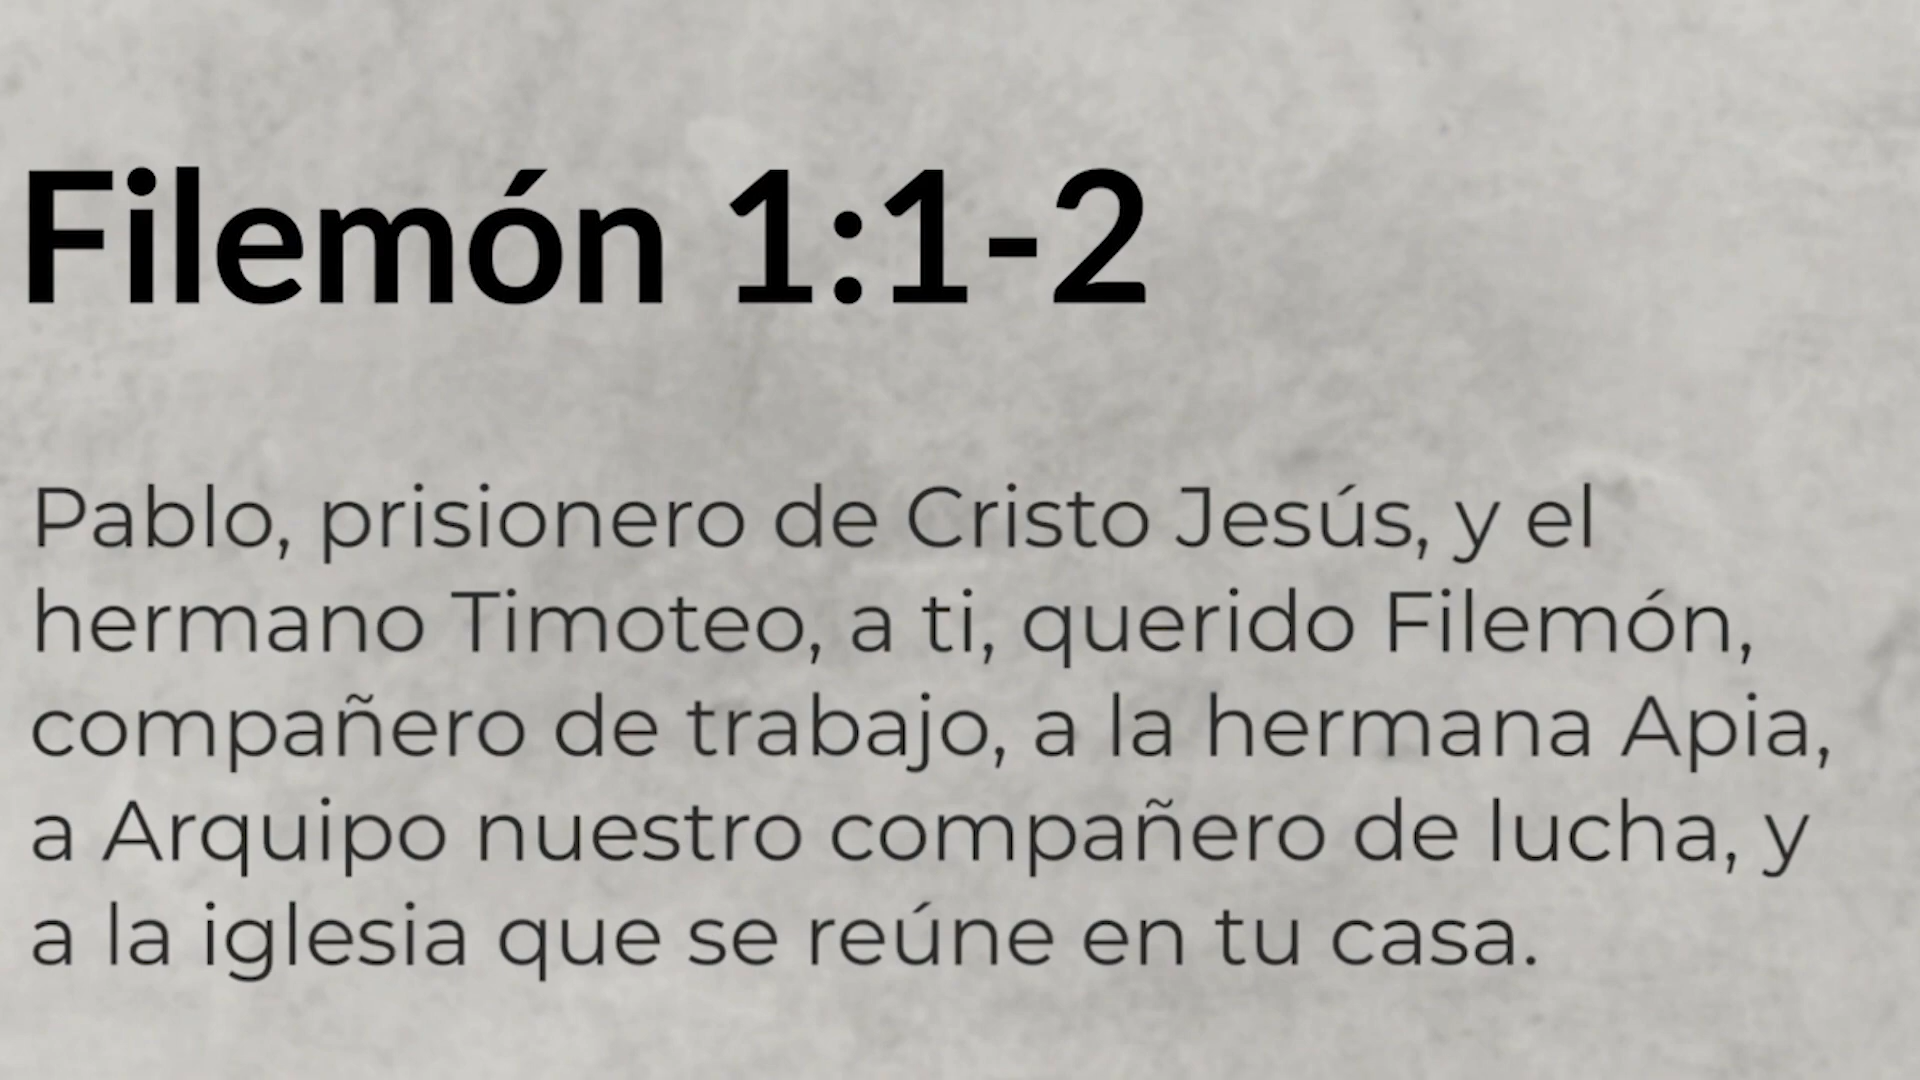 Filemón 1:1-2
Pablo, prisionero de Cristo Jesús, y el
hermano Timoteo, a ti, querido Filemón,
compañero de trabajo, a la hermana Apia,
a Arquipo nuestro compañero de lucha, y
a la iglesia que se reúne en tu casa.